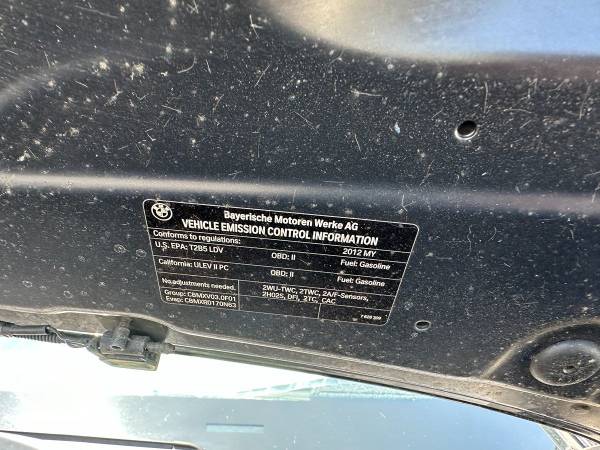 Bayerische Motoren Werke AG
VEHICLE EMISSION CONTROL INFORMATION
Conforms to regulations: 2012 MY
U.S. EPA: T2B5 LDV OBD: II Fuel: Gasoline
California: ULEV II PC OBD: II Fuel: Gasoline
No adjustments needed. 2WU-TWC, 2TWC, 2A/F-Sensors,
2HO2S, DFI, 2TC, CAC
Group: CBMXV03.0F01
Evap: CBMXR0170N63